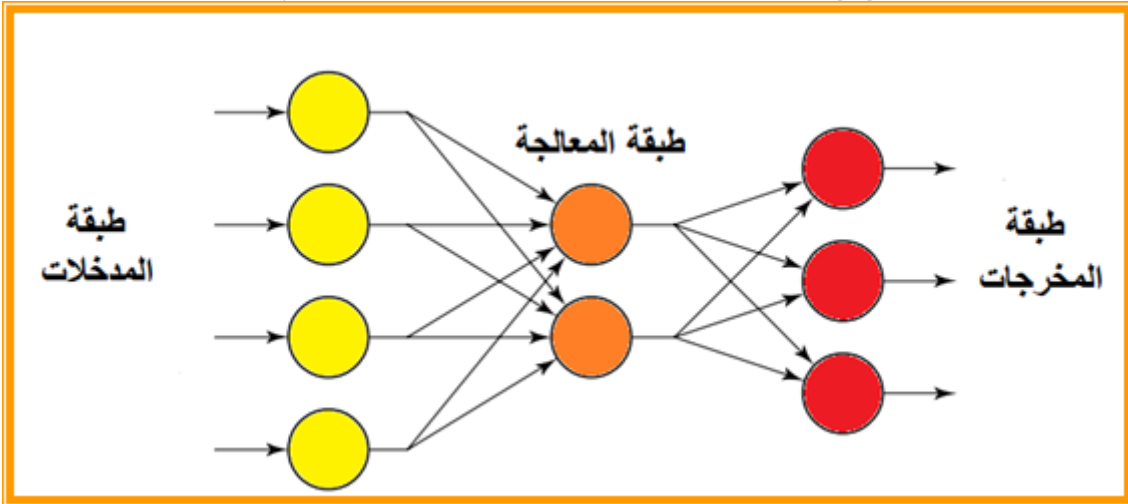 طبقة المعالجة
طبقة
المدخلات
طبقة
المخرجات